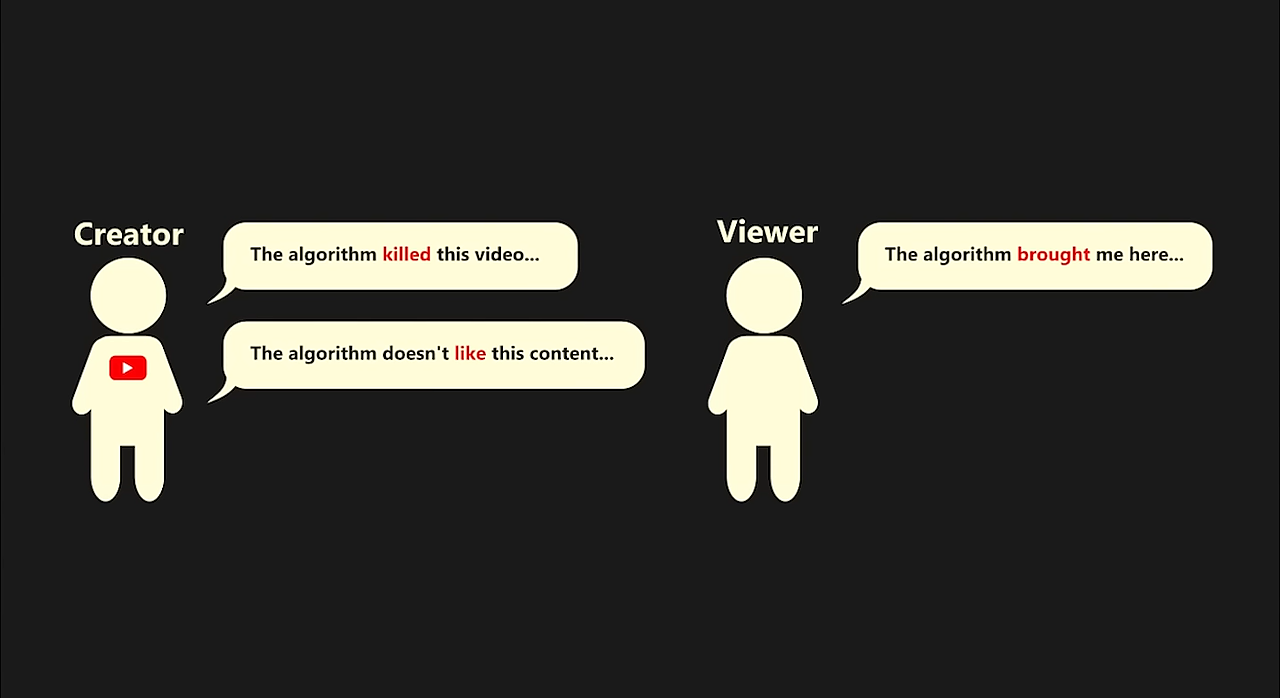 Creator
The algorithm killed this video...
The algorithm doesn't like this content...
Viewer
The algorithm brought me here...